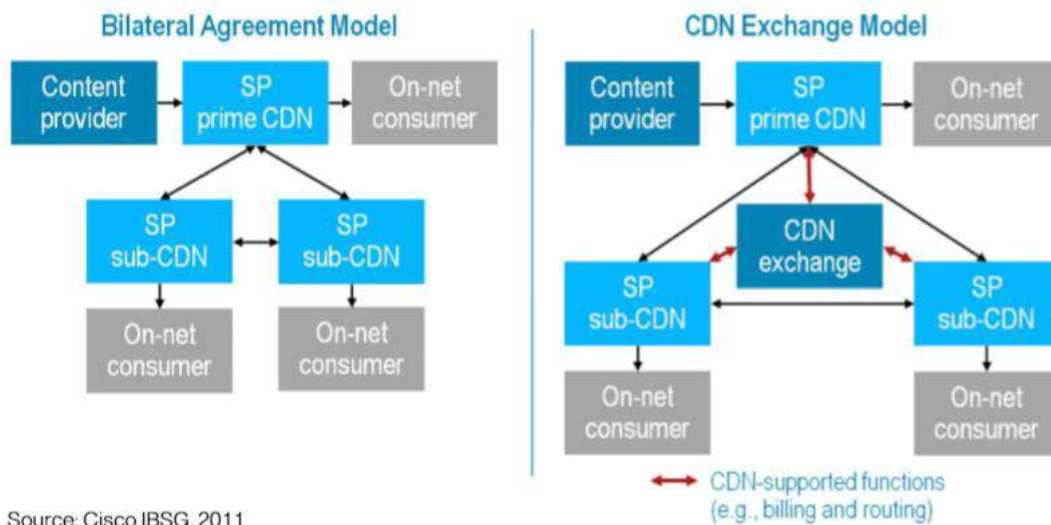 Bilateral Agreement Model
Content
provider
SP
prime CDN
On-net
consumer
SP
sub-CDN
SP
sub-CDN
On-net
consumer
On-net
consumer
CDN Exchange Model
Content
provider
SP
prime CDN
On-net
consumer
CDN
exchange
SP
sub-CDN
SP
sub-CDN
On-net
consumer
On-net
consumer
CDN-supported functions
(e.g., billing and routing)
Source: Cisco IBSG, 2011